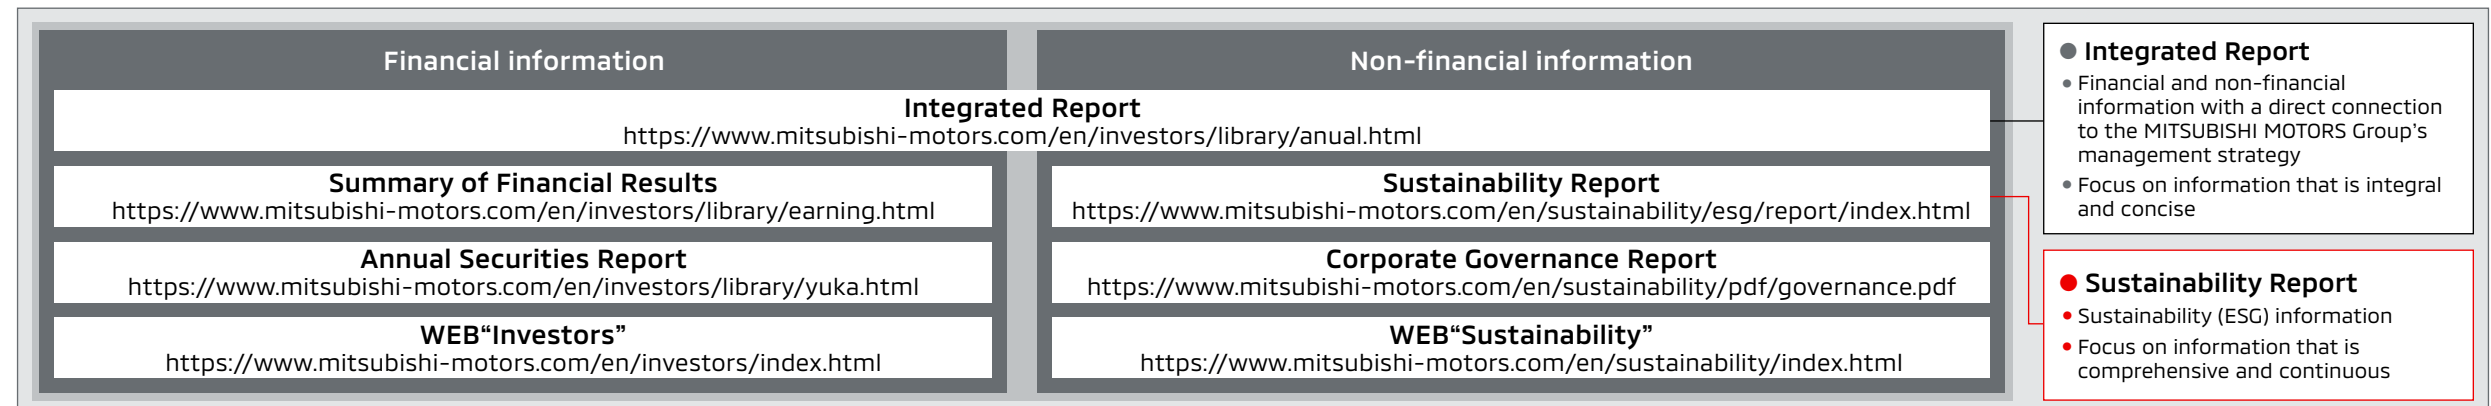 Financial information
Non-financial information
Integrated Report
https://www.mitsubishi-motors.com/en/investors/library/anual.html
Summary of Financial Results
https://www.mitsubishi-motors.com/en/investors/library/earning.html
Sustainability Report
https://www.mitsubishi-motors.com/en/sustainability/esg/report/index.html
Annual Securities Report
https://www.mitsubishi-motors.com/en/investors/library/yuka.html
Corporate Governance Report
https://www.mitsubishi-motors.com/en/sustainability/pdf/governance.pdf
WEB“Investors”
https://www.mitsubishi-motors.com/en/investors/index.html
WEB“Sustainability”
https://www.mitsubishi-motors.com/en/sustainability/index.html
● Integrated Report
• Financial and non-financial
information with a direct connection
to the MITSUBISHI MOTORS Group’s
management strategy
• Focus on information that is integral
and concise
● Sustainability Report
• Sustainability (ESG) information
• Focus on information that is
comprehensive and continuous